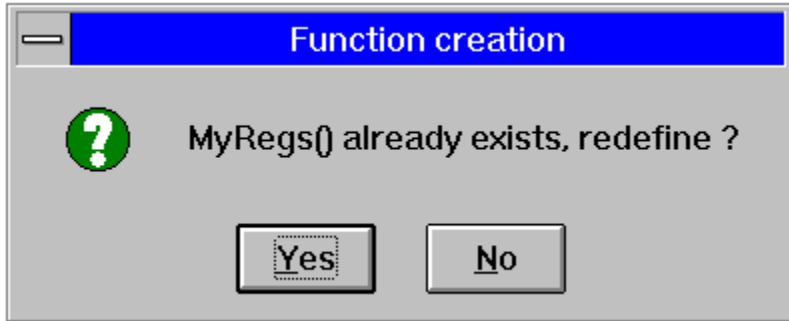 Function creation
MyRegs() already exists, redefine ?
Yes
No